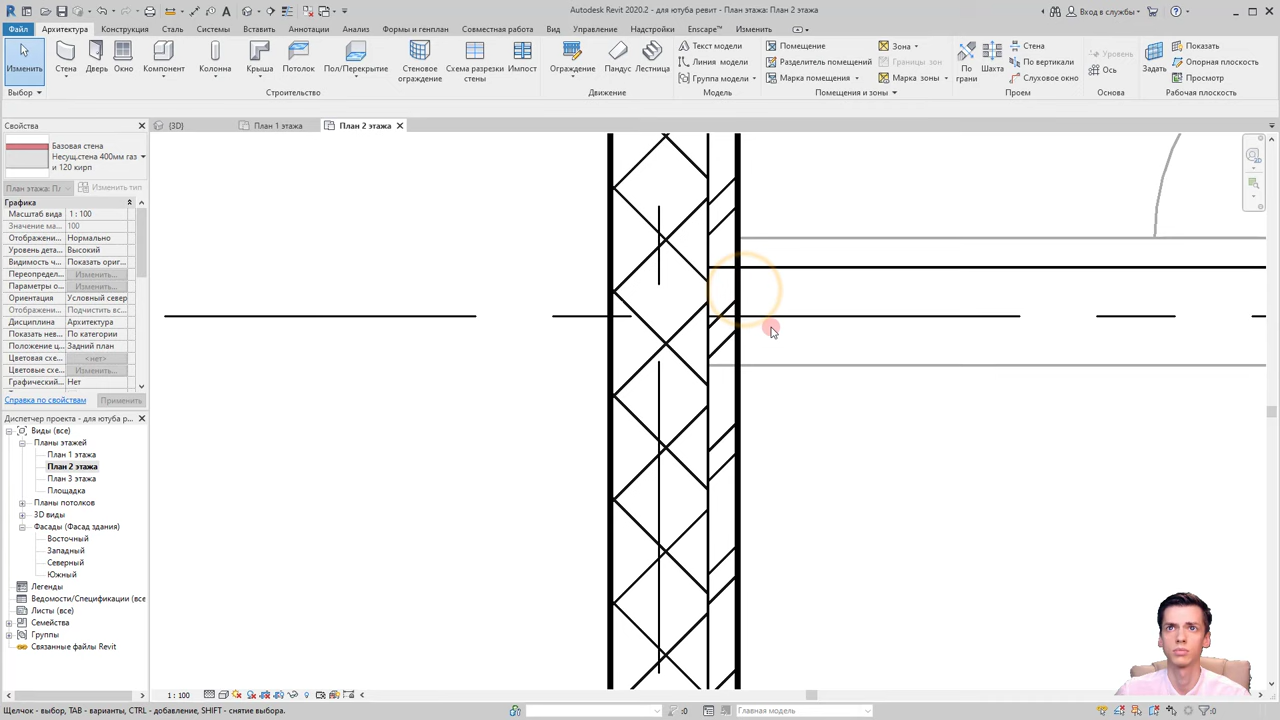 Autodesk Revit 2020.2 - для ютуба ревит - План этажа: План 2 этажа
Вход в службы
Файл Архитектура Конструкция Сталь Системы Вставить Аннотации Анализ Формы и генплан Совместная работа Вид Управление Надстройки Enscape™ Изменить
Изменить Стена Дверь Окно Компонент Колонна Крыша Потолок Пол/Перекрытие Стеновое ограждение Схема разрезки стены Импост Ограждение Пандус Лестница
Текст модели
Линия модели
Группа модели
Помещение
Разделитель помещений
Марка помещения
Зона
Границы зон
Марка зоны
По грани
Шахта
Стена
По вертикали
Слуховое окно
Уровень
Ось
Задать
Показать
Опорная плоскость
Просмотр
Выбор Строительство Движение Модель Помещения и зоны Проем Основа Рабочая плоскость
Свойства
{3D} План 1 этажа План 2 этажа
Базовая стена
Несущ.стена 400мм газ
и 120 кирп
План этажа: Пл Изменить тип
Графика
Масштаб вида 1 : 100
Значение ма... 100
Отображени... Нормально
Уровень дета... Высокий
Видимость ч... Показать ориг...
Переопредел... Изменить...
Параметры о... Изменить...
Ориентация Условный север
Отображени... Подчистить вс...
Дисциплина Архитектура
Показать нев... По категории
Положение ц... Задний план
Цветовая схе... <нет>
Цветовые схе... Изменить...
Графический... Нет
Справка по свойствам Применить
Диспетчер проекта - для ютуба р...
Виды (все)
Планы этажей
План 1 этажа
План 2 этажа
План 3 этажа
Площадка
Планы потолков
3D виды
Фасады (Фасад здания)
Восточный
Западный
Северный
Южный
Легенды
Ведомости/Спецификации (все
Листы (все)
Семейства
Группы
Связанные файлы Revit
1 : 100
Щелчок - выбор, TAB - варианты, CTRL - добавление, SHIFT - снятие выбора.
:0 Главная модель :0